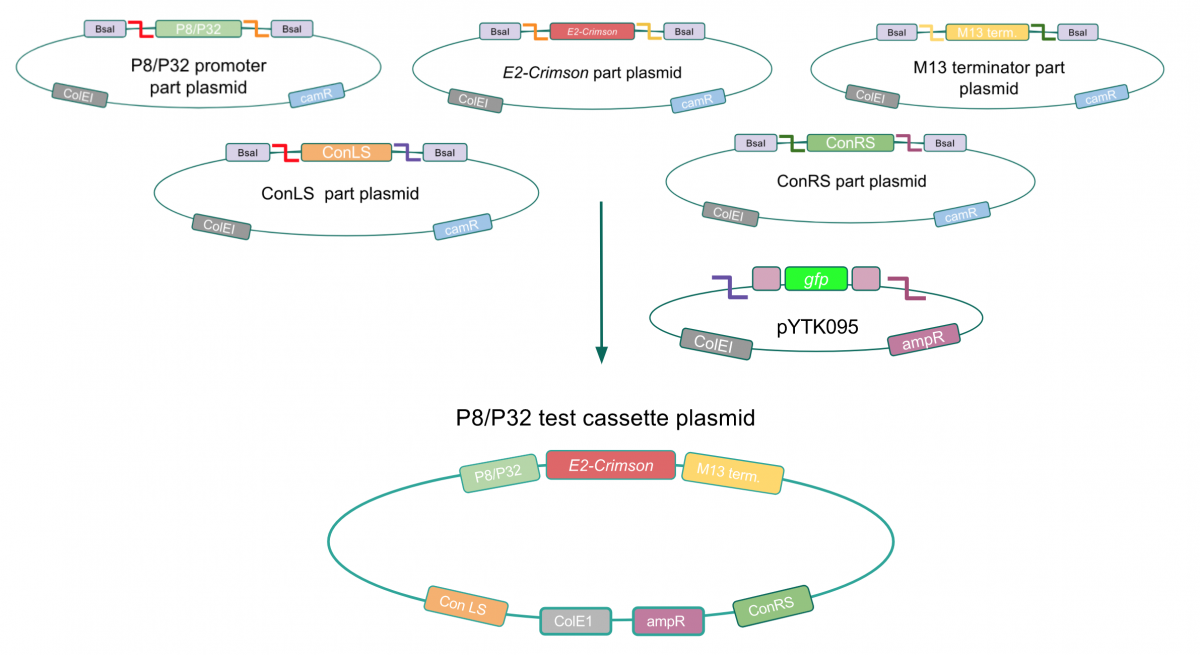 BsaI P8/P32 BsaI
P8/P32 promoter
part plasmid
ColEI camR
BsaI E2-Crimson BsaI
E2-Crimson part plasmid
ColEI camR
BsaI M13 term. BsaI
M13 terminator part
plasmid
ColEI camR
BsaI ConLS BsaI
ConLS part plasmid
ColEI camR
BsaI ConRS BsaI
ConRS part plasmid
ColEI camR
gfp
pYTK095
ColEI ampR
P8/P32 test cassette plasmid
P8/P32 E2-Crimson M13 term.
Con LS ColE1 ampR ConRS